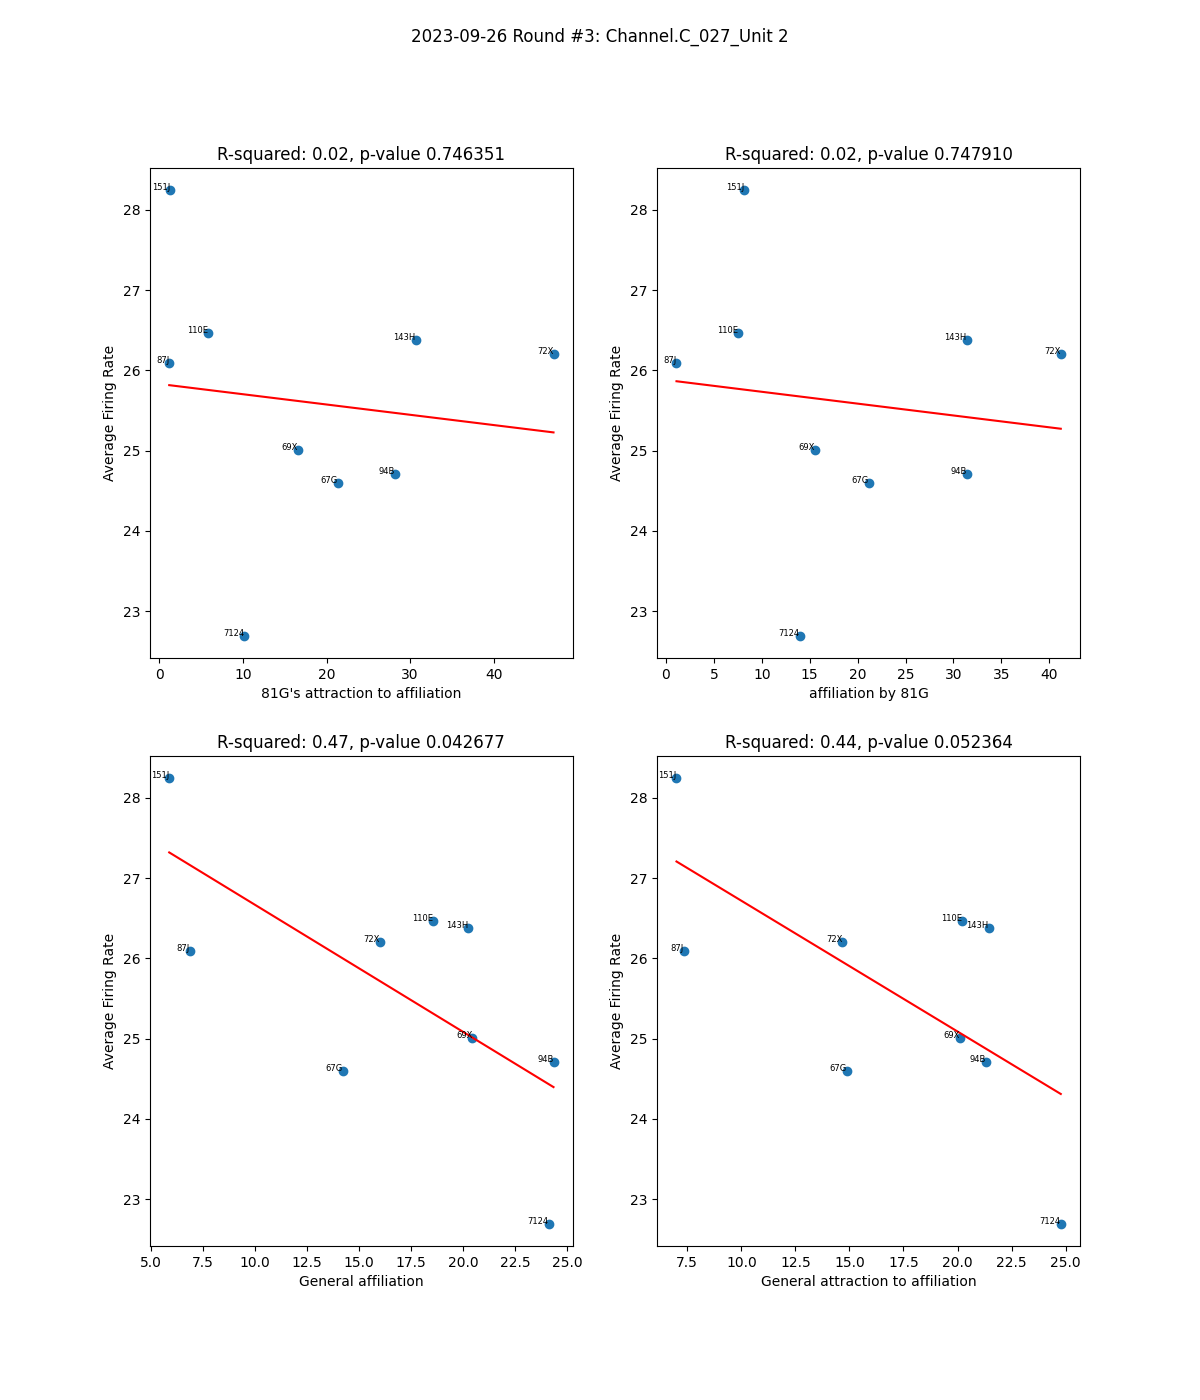 2023-09-26 Round #3: Channel.C_027_Unit 2
R-squared: 0.02, p-value 0.746351
28
27
26
25
24
23
Average Firing Rate
151J
110E
87J
143H
72X
69X
67G
94B
7124
0 10 20 30 40
81G's attraction to affiliation
R-squared: 0.02, p-value 0.747910
28
27
26
25
24
23
Average Firing Rate
151J
110E
87J
143H
72X
69X
67G
94B
7124
0 5 10 15 20 25 30 35 40
affiliation by 81G
R-squared: 0.47, p-value 0.042677
28
27
26
25
24
23
Average Firing Rate
151J
110E
143H
72X
87J
69X
94B
67G
7124
5.0 7.5 10.0 12.5 15.0 17.5 20.0 22.5 25.0
General affiliation
R-squared: 0.44, p-value 0.052364
28
27
26
25
24
23
Average Firing Rate
151J
110E
143H
72X
87J
69X
94B
67G
7124
7.5 10.0 12.5 15.0 17.5 20.0 22.5 25.0
General attraction to affiliation